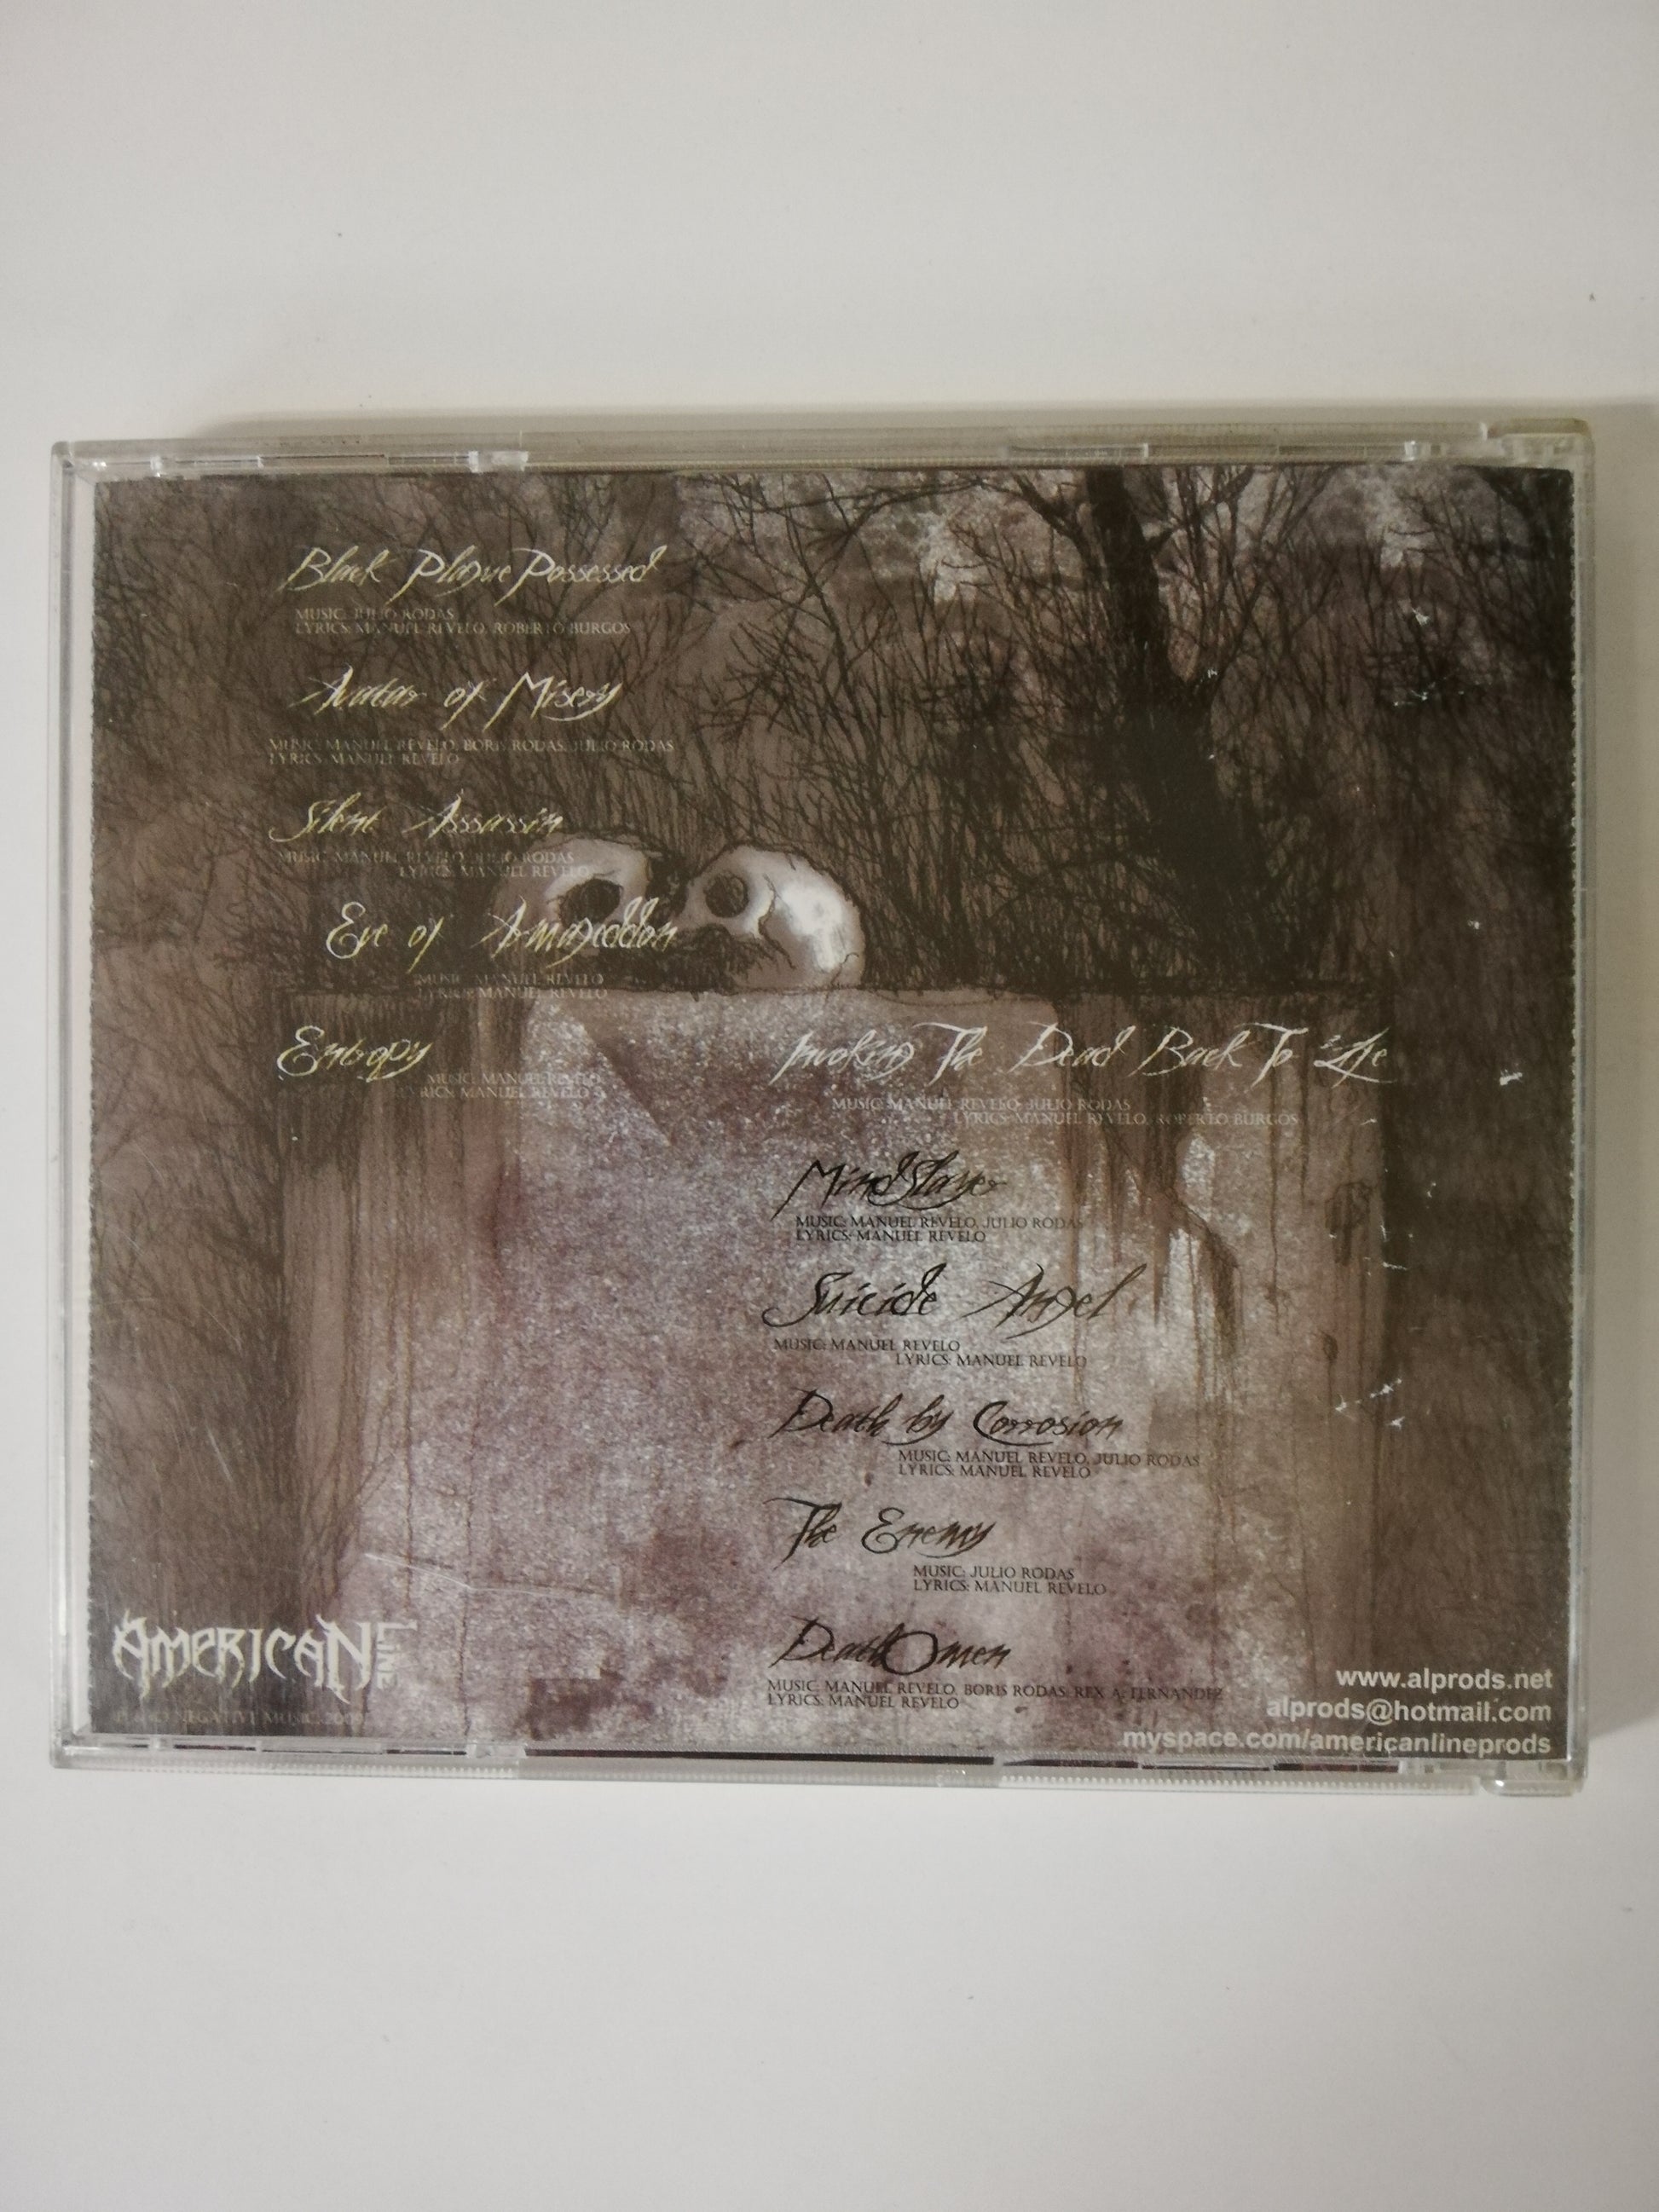 Black Plague Possessed
MUSIC: JULIO RODAS
LYRICS: MANUEL REVELO, ROBERTO BURGOS
Avatar of Misery
MUSIC: MANUEL REVELO, BORIS RODAS, JULIO RODAS
LYRICS: MANUEL REVELO
Silent Assassin
MUSIC: MANUEL REVELO, JULIO RODAS
LYRICS: MANUEL REVELO
Eve of Armageddon
MUSIC: MANUEL REVELO
LYRICS: MANUEL REVELO
Entropy
MUSIC: MANUEL REVELO
LYRICS: MANUEL REVELO
Invoking The Dead Back To Life
MUSIC: MANUEL REVELO, JULIO RODAS
LYRICS: MANUEL REVELO, ROBERTO BURGOS
MindSlayer
MUSIC: MANUEL REVELO, JULIO RODAS
LYRICS: MANUEL REVELO
Suicide Angel
MUSIC: MANUEL REVELO
LYRICS: MANUEL REVELO
Death by Corrosion
MUSIC: MANUEL REVELO, JULIO RODAS
LYRICS: MANUEL REVELO
The Enemy
MUSIC: JULIO RODAS
LYRICS: MANUEL REVELO
Death Omen
MUSIC: MANUEL REVELO, BORIS RODAS, REX A. FERNANDEZ
LYRICS: MANUEL REVELO
AMERICAN LINE
NEGATIVE MUSIC
www.alprods.net
alprods@hotmail.com
myspace.com/americanlineprods